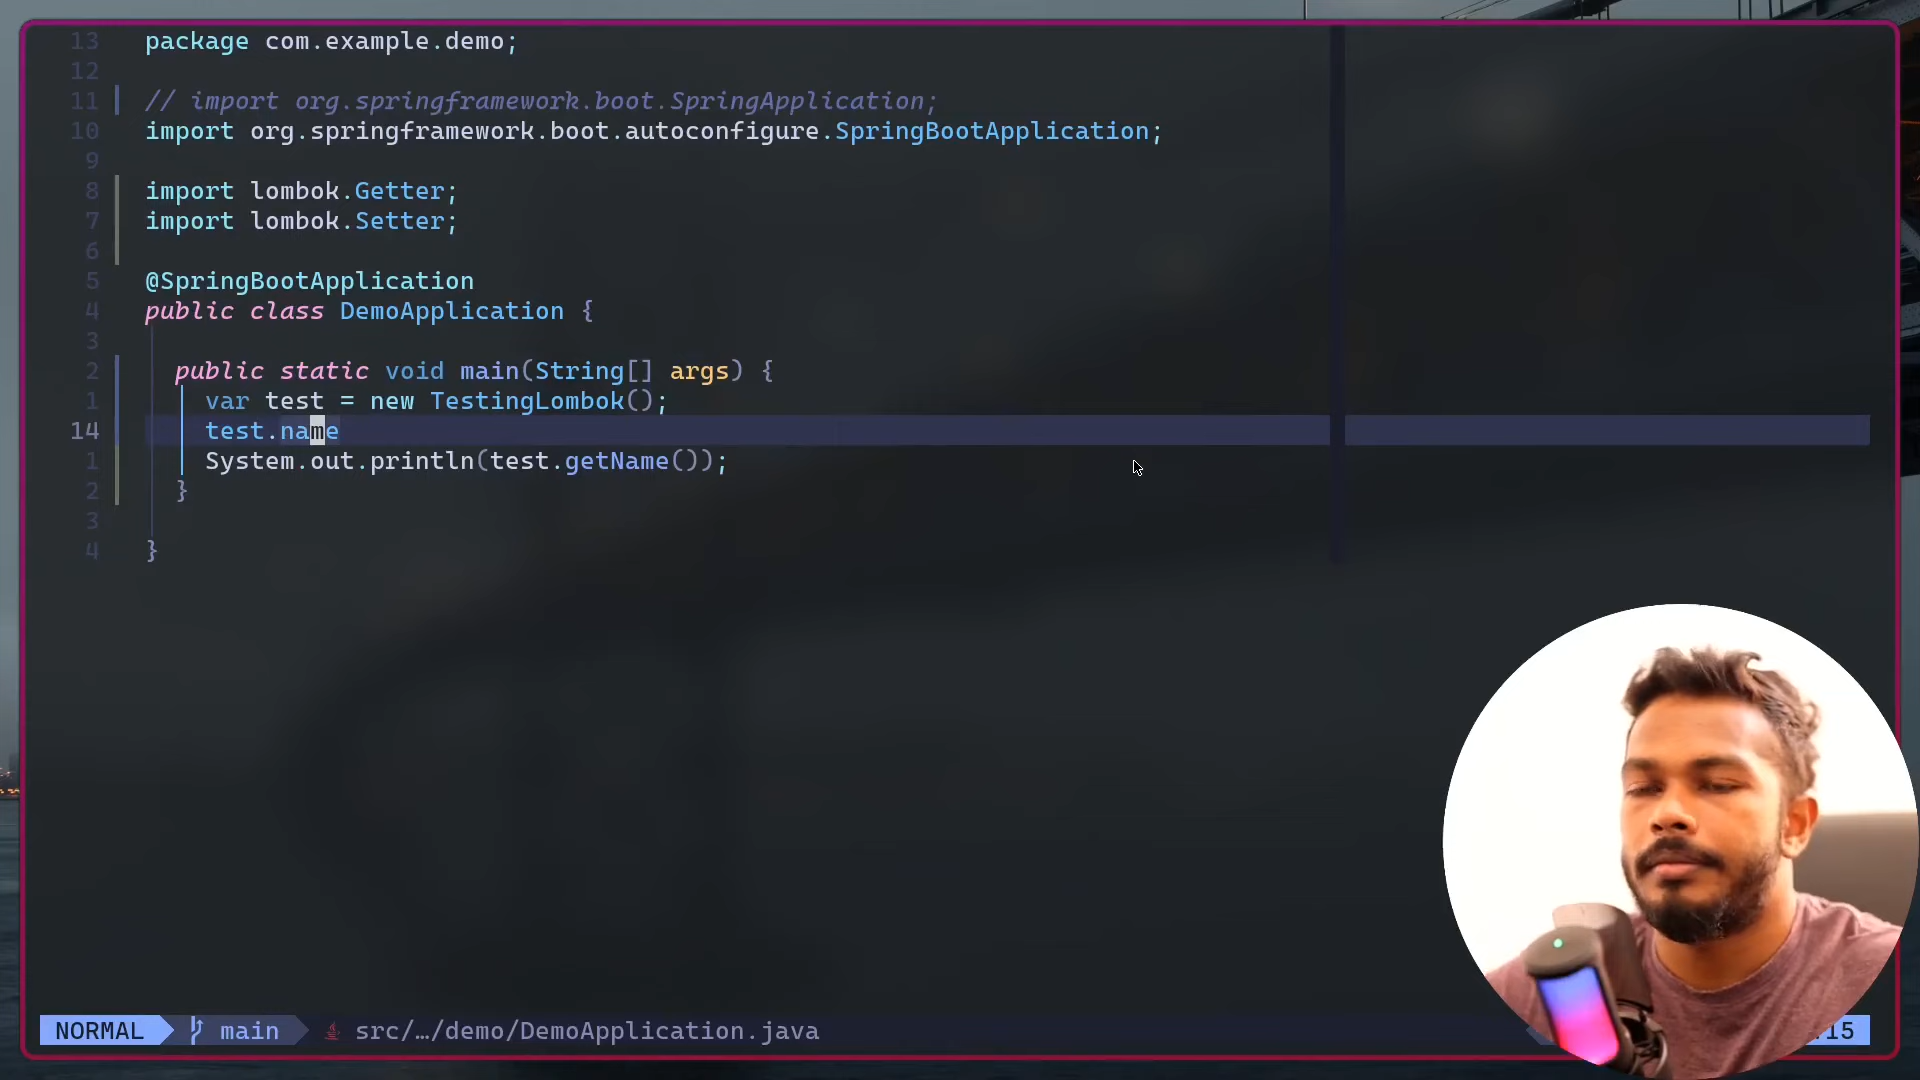 13 package com.example.demo;
12
11 // import org.springframework.boot.SpringApplication;
10 import org.springframework.boot.autoconfigure.SpringBootApplication;
9
8 import lombok.Getter;
7 import lombok.Setter;
6
5 @SpringBootApplication
4 public class DemoApplication {
3
2 public static void main(String[] args) {
1 var test = new TestingLombok();
14 test.name
1 System.out.println(test.getName());
2 }
3
4 }
NORMAL main src/…/demo/DemoApplication.java 15